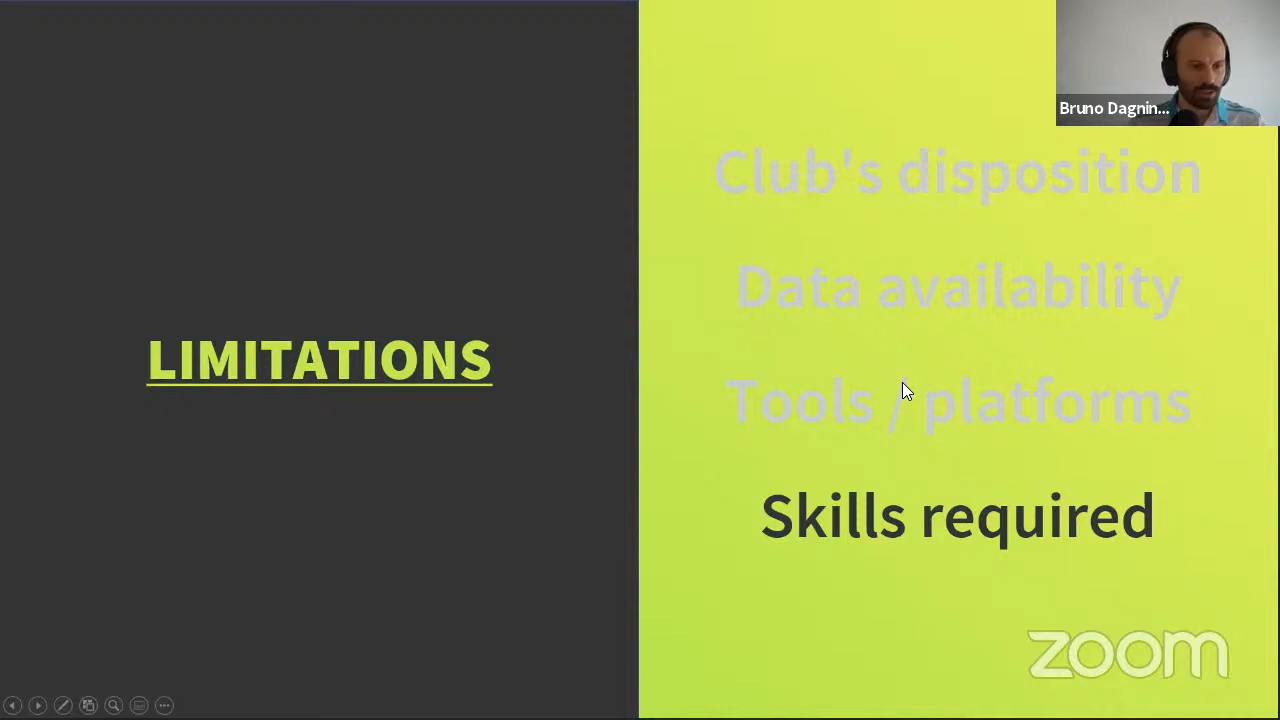 Bruno Dagnin...
Club's disposition
Data availability
Tools / platforms
LIMITATIONS
Skills required
zoom